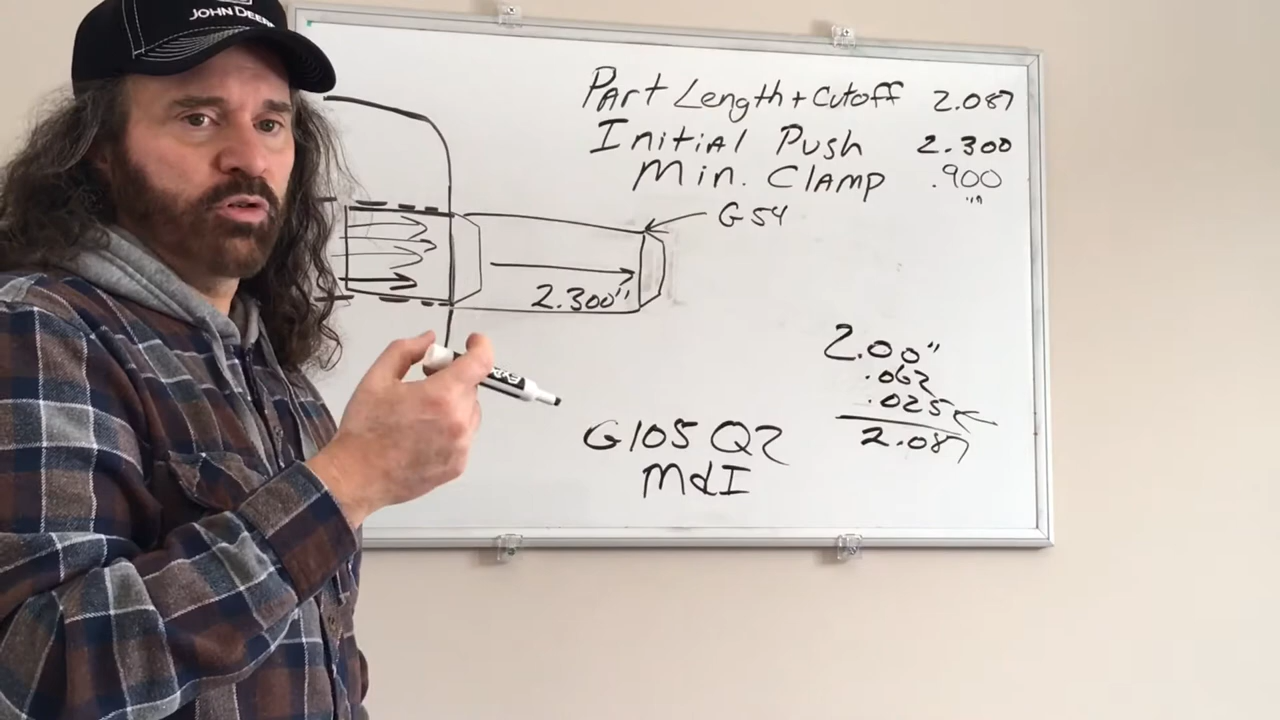 JOHN DEERE
Part Length + Cutoff 2.087
Initial Push 2.300
Min. Clamp .900
G54
2.300"
2.00"
.062
.025
2.087
G105 Q2
MdI